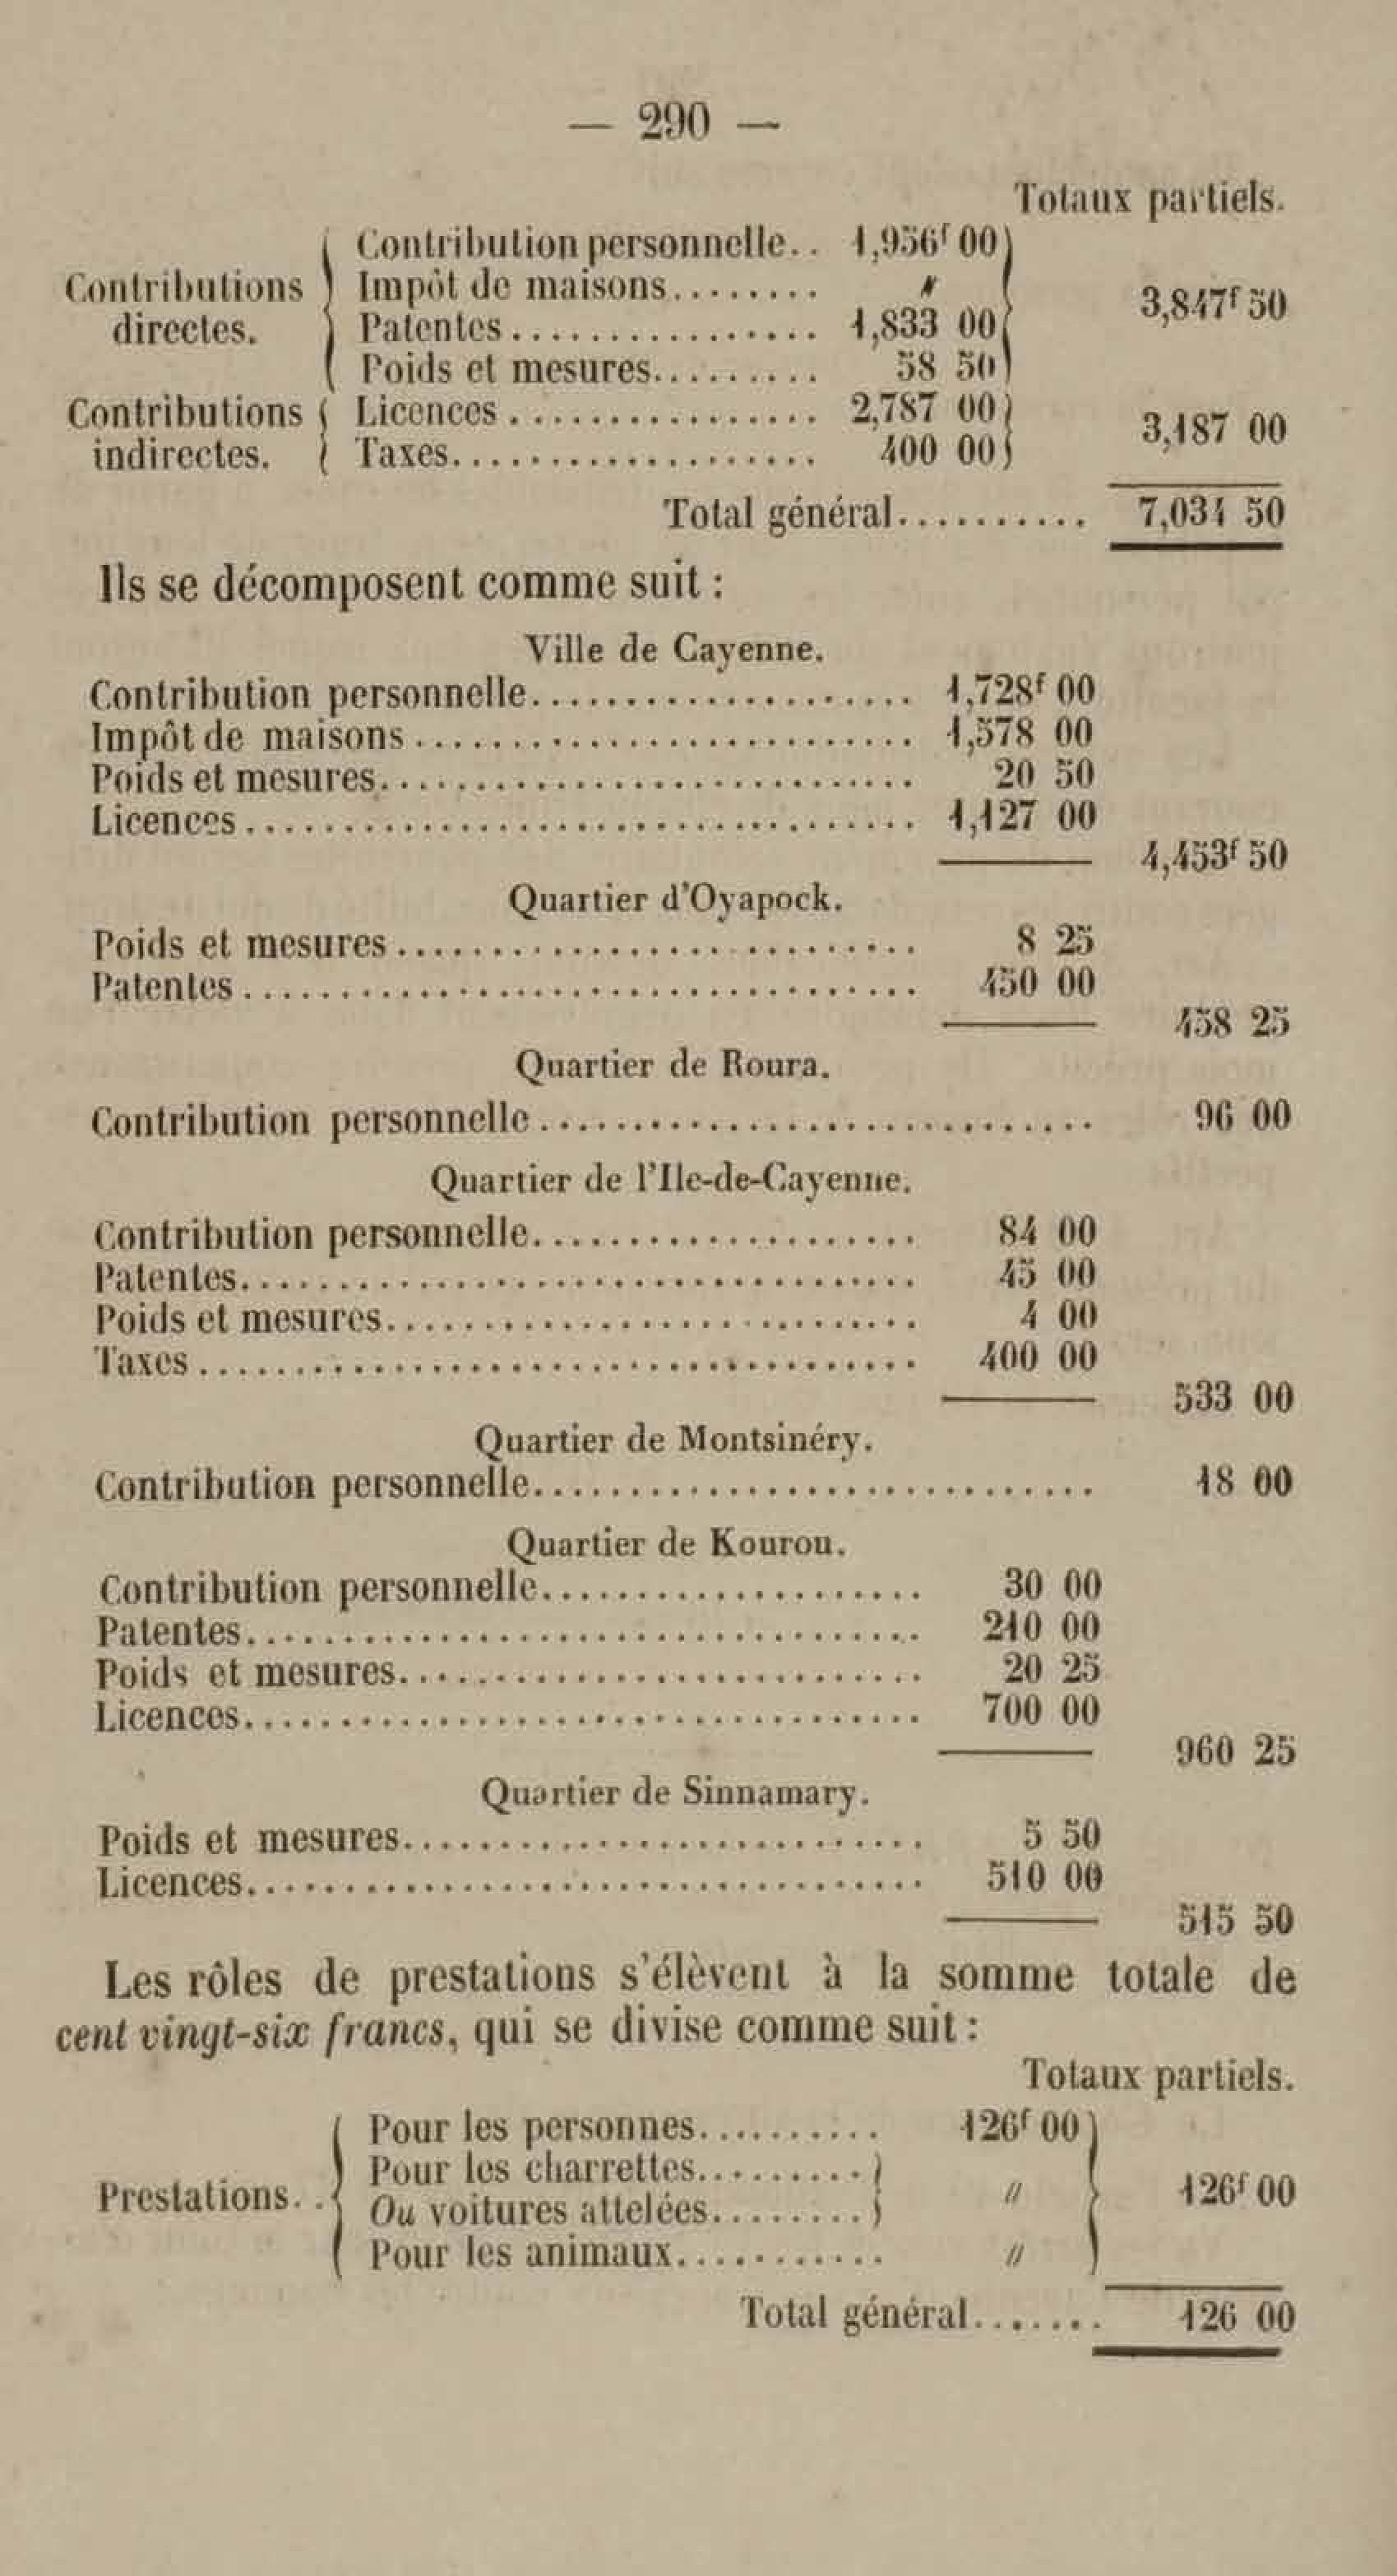 — 290 —
Totaux partiels.
Contributions directes.
Contribution personnelle.. 1,956f 00
Impôt de maisons........ "
Patentes................ 1,833 00
Poids et mesures......... 58 50
3,847f 50
Contributions indirectes.
Licences................ 2,787 00
Taxes................... 400 00
3,187 00
Total général.......... 7,034 50
Ils se décomposent comme suit :
Ville de Cayenne.
Contribution personnelle.................... 1,728f 00
Impôt de maisons.......................... 1,578 00
Poids et mesures............................ 20 50
Licences................................... 1,127 00
4,453f 50
Quartier d'Oyapock.
Poids et mesures........................... 8 25
Patentes................................... 450 00
458 25
Quartier de Roura.
Contribution personnelle............................. 96 00
Quartier de l'Ile-de-Cayenne.
Contribution personnelle.................... 84 00
Patentes................................... 45 00
Poids et mesures............................ 4 00
Taxes..................................... 400 00
533 00
Quartier de Montsinéry.
Contribution personnelle............................. 18 00
Quartier de Kourou.
Contribution personnelle.................... 30 00
Patentes................................... 210 00
Poids et mesures........................... 20 25
Licences................................... 700 00
960 25
Quartier de Sinnamary.
Poids et mesures........................... 5 50
Licences................................... 510 00
515 50
Les rôles de prestations s'élèvent à la somme totale de
cent vingt-six francs, qui se divise comme suit :
Totaux partiels.
Prestations..
Pour les personnes.......... 126f 00
Pour les charrettes.........
Ou voitures attelées........ "
Pour les animaux........... "
126f 00
Total général....... 126 00